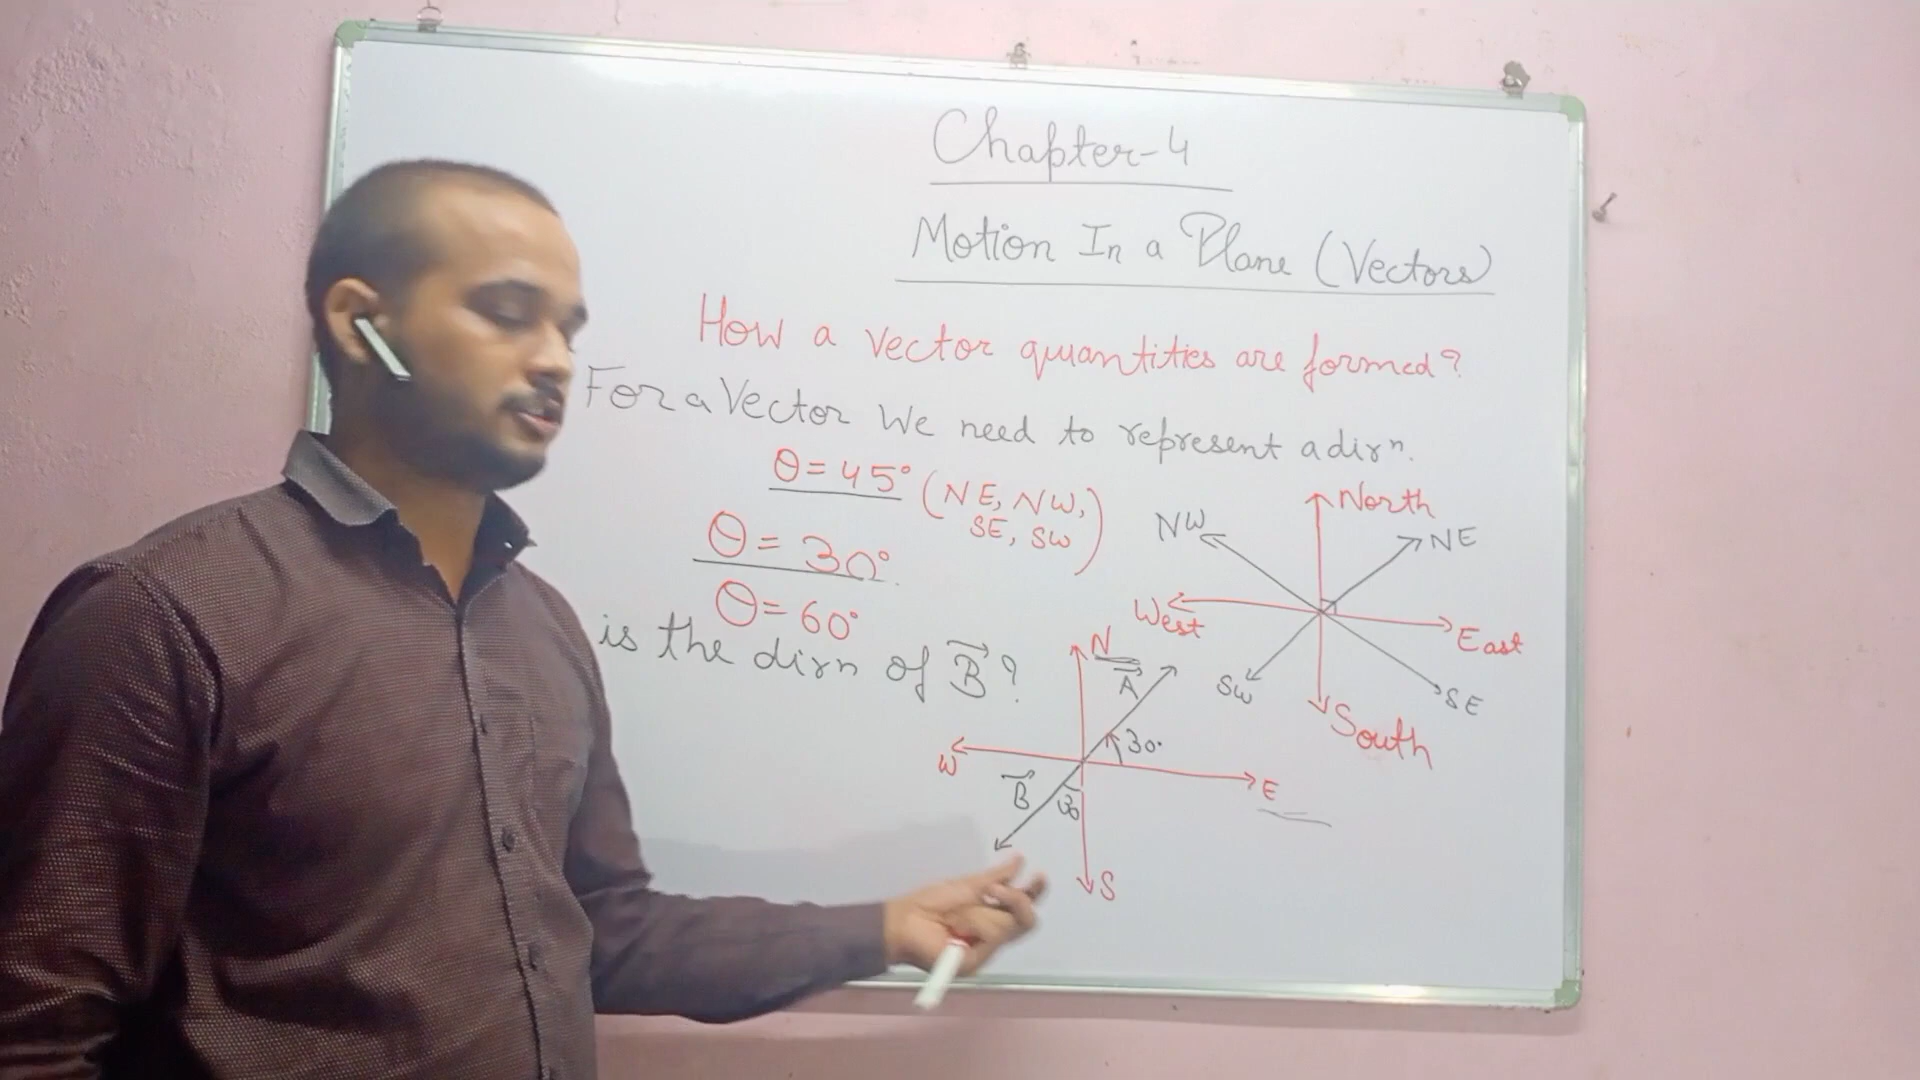 Chapter-4
Motion In a Plane (Vectors)
How a vector quantities are formed?
For a Vector We need to represent a dirn.
θ = 45° (NE, NW,
SE, SW)
θ = 30°
θ = 60°
is the dirn of B⃗?
North
NW
NE
West
East
SW
SE
South
N
A⃗
30°
W
E
B⃗
30
S